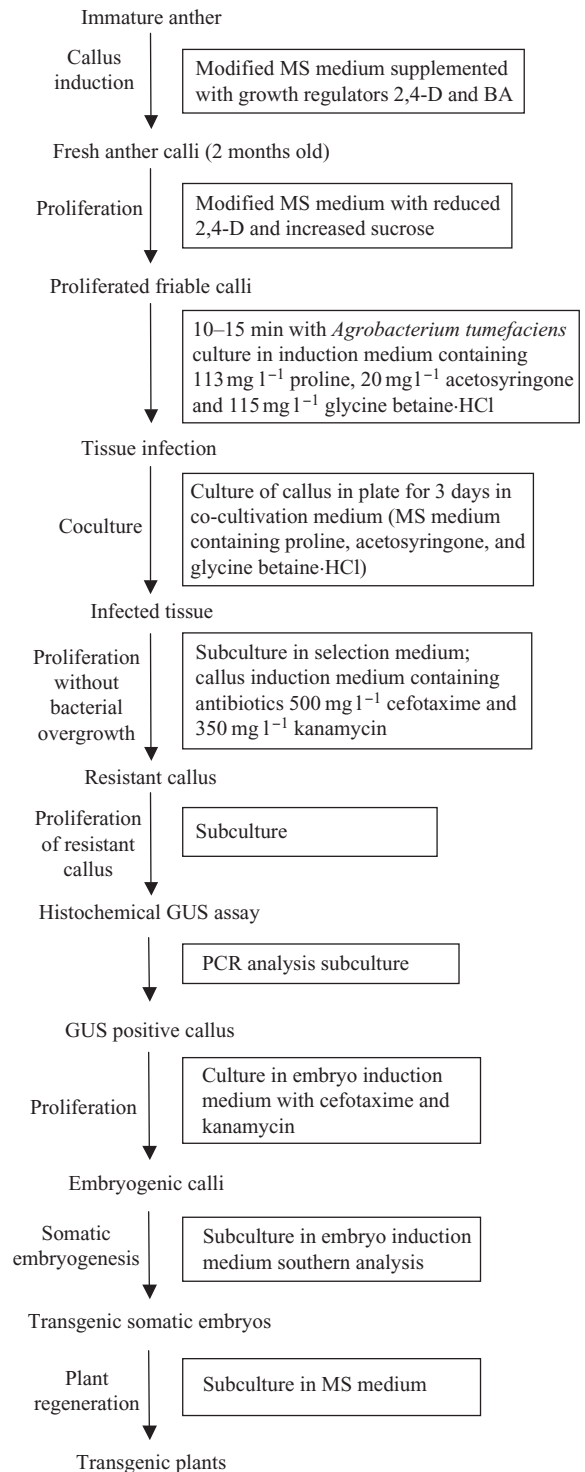 Immature anther
Callus
induction
Modified MS medium supplemented
with growth regulators 2,4-D and BA
Fresh anther calli (2 months old)
Proliferation
Modified MS medium with reduced
2,4-D and increased sucrose
Proliferated friable calli
10–15 min with Agrobacterium tumefaciens
culture in induction medium containing
113 mg l⁻¹ proline, 20 mg l⁻¹ acetosyringone
and 115 mg l⁻¹ glycine betaine·HCl
Tissue infection
Coculture
Culture of callus in plate for 3 days in
co-cultivation medium (MS medium
containing proline, acetosyringone, and
glycine betaine·HCl)
Infected tissue
Proliferation
without
bacterial
overgrowth
Subculture in selection medium;
callus induction medium containing
antibiotics 500 mg l⁻¹ cefotaxime and
350 mg l⁻¹ kanamycin
Resistant callus
Proliferation
of resistant
callus
Subculture
Histochemical GUS assay
PCR analysis subculture
GUS positive callus
Proliferation
Culture in embryo induction
medium with cefotaxime and
kanamycin
Embryogenic calli
Somatic
embryogenesis
Subculture in embryo induction
medium southern analysis
Transgenic somatic embryos
Plant
regeneration
Subculture in MS medium
Transgenic plants